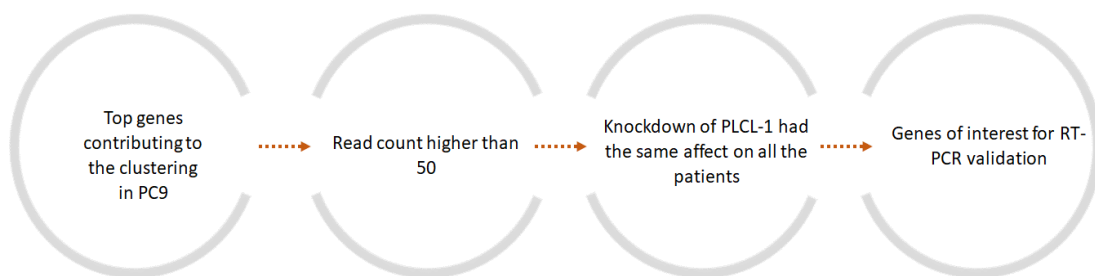 Top genes
contributing to
the clustering
in PC9
Read count higher than
50
Knockdown of PLCL-1 had
the same affect on all the
patients
Genes of interest for RT-
PCR validation